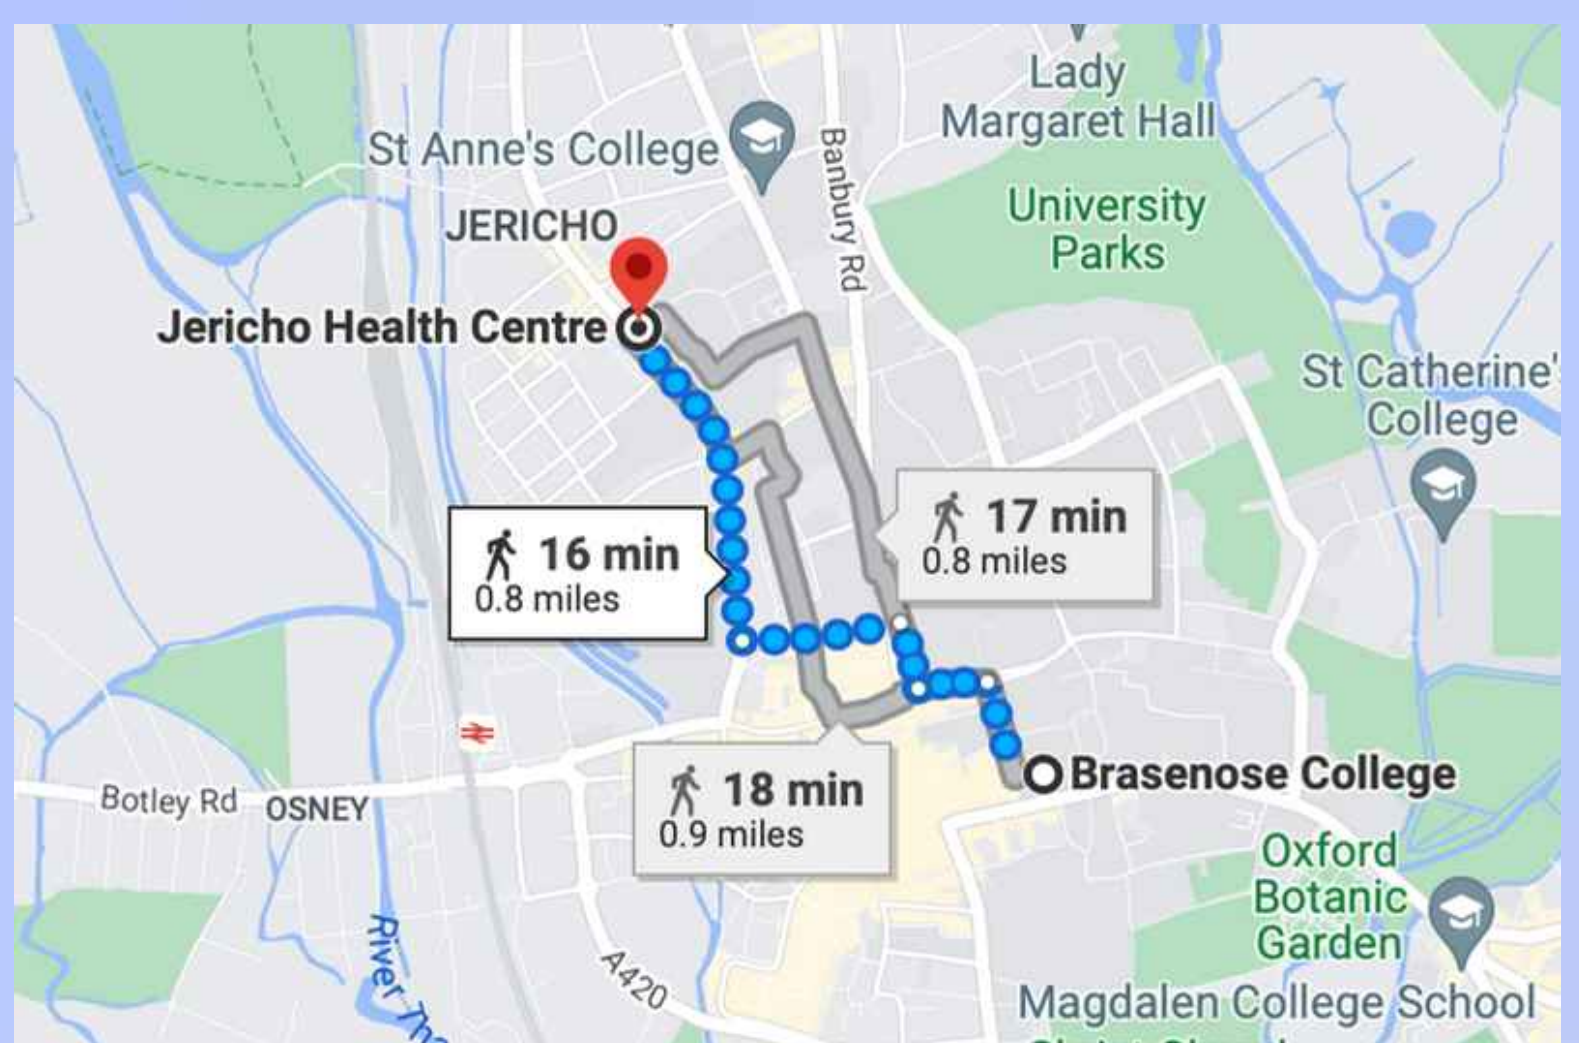 Lady
Margaret Hall
St Anne's College
Banbury Rd
University
Parks
JERICHO
Jericho Health Centre
St Catherine'
College
17 min
0.8 miles
16 min
0.8 miles
18 min
0.9 miles
Brasenose College
Botley Rd
OSNEY
Oxford
Botanic
Garden
River Tha
A420
Magdalen College School